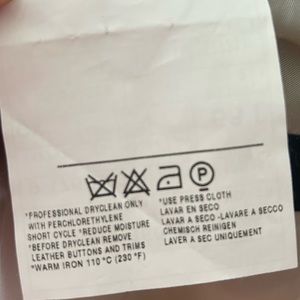 P
*PROFESSIONAL DRYCLEAN ONLY
WITH PERCHLORETHYLENE
SHORT CYCLE *REDUCE MOISTURE
*BEFORE DRYCLEAN REMOVE
LEATHER BUTTONS AND TRIMS
*WARM IRON 110 °C (230 °F)
*USE PRESS CLOTH
LAVAR EN SECO
LAVAR A SECO -LAVARE A SECCO
CHEMISCH REINIGEN
LAVER A SEC UNIQUEMENT